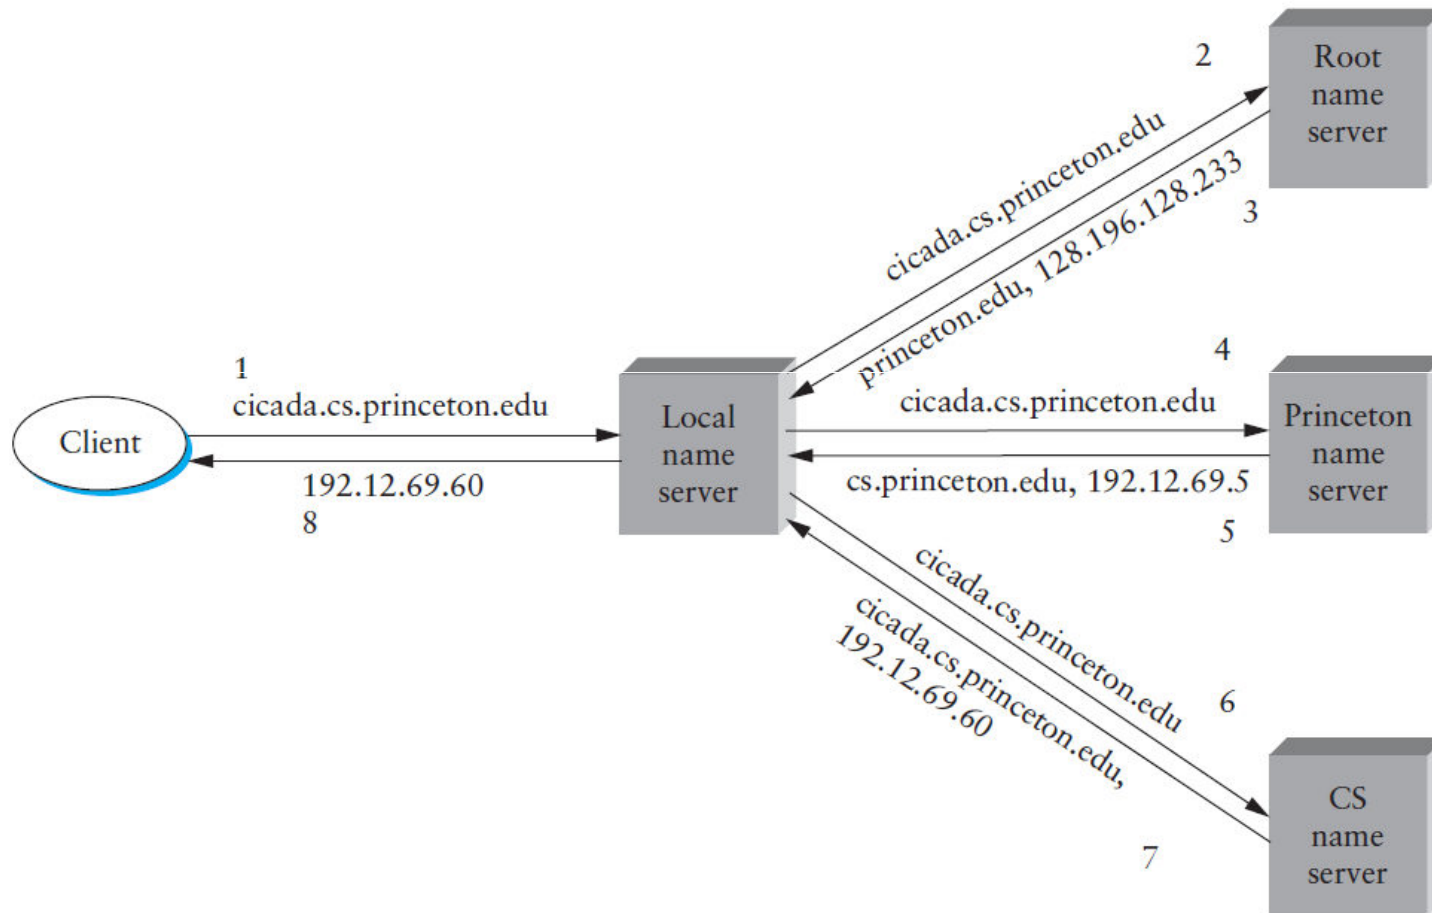 1
cicada.cs.princeton.edu
Client
192.12.69.60
8
Local
name
server
2
cicada.cs.princeton.edu
princeton.edu, 128.196.128.233
3
Root
name
server
4
cicada.cs.princeton.edu
cs.princeton.edu, 192.12.69.5
5
Princeton
name
server
cicada.cs.princeton.edu
6
cicada.cs.princeton.edu,
192.12.69.60
7
CS
name
server